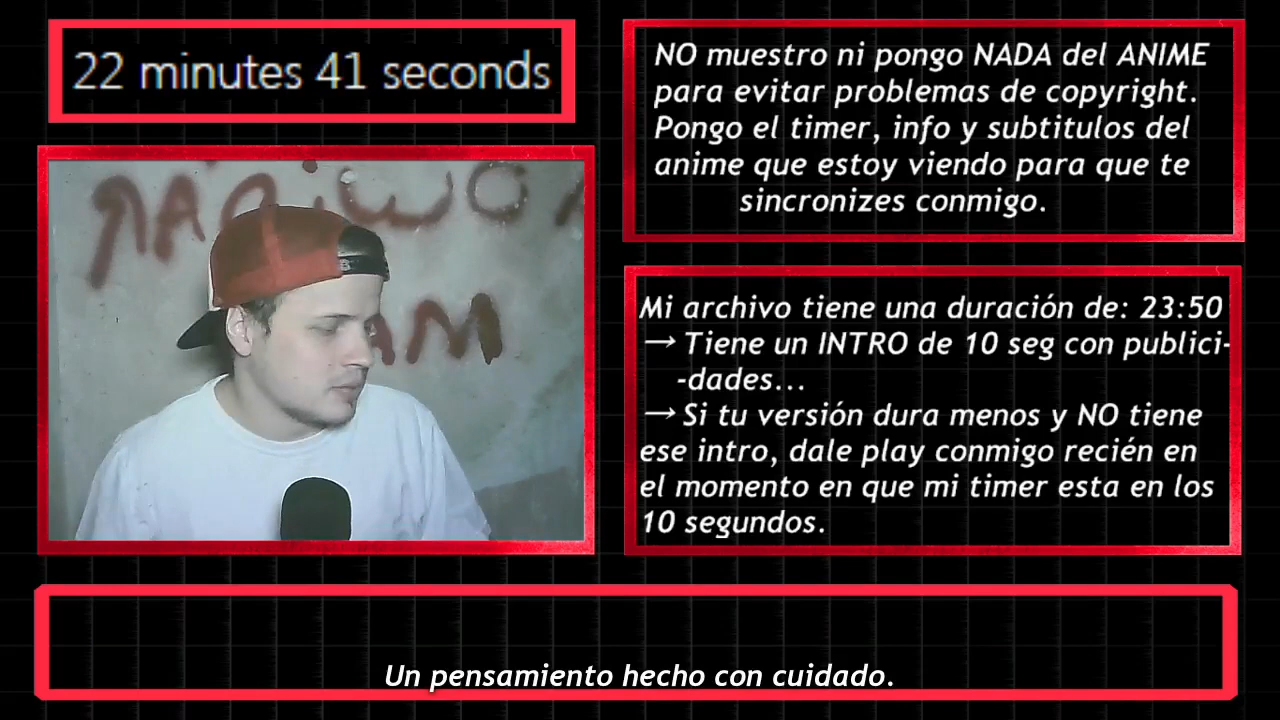 22 minutes 41 seconds
NO muestro ni pongo NADA del ANIME
para evitar problemas de copyright.
Pongo el timer, info y subtitulos del
anime que estoy viendo para que te
sincronizes conmigo.
Mi archivo tiene una duración de: 23:50
→ Tiene un INTRO de 10 seg con publici-
-dades...
→ Si tu versión dura menos y NO tiene
ese intro, dale play conmigo recién en
el momento en que mi timer esta en los
10 segundos.
Un pensamiento hecho con cuidado.